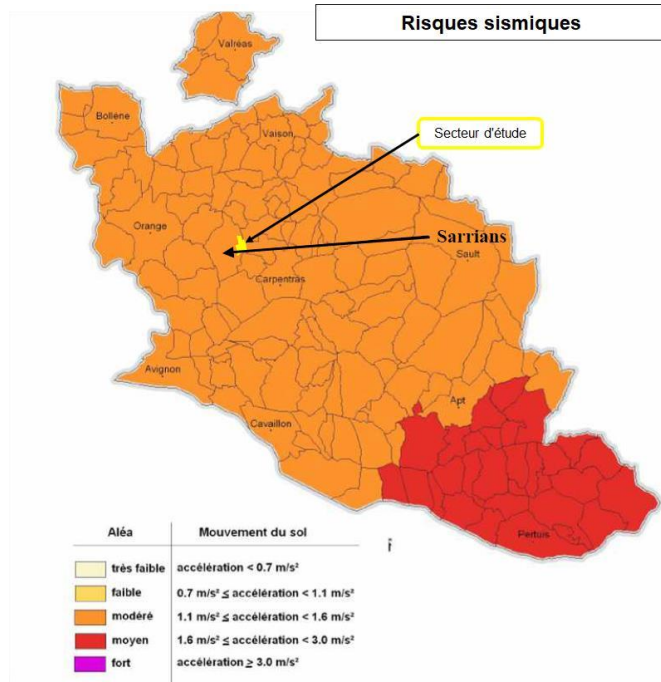 Risques sismiques
Valréas
Bollène
Vaison
Secteur d'étude
Orange
Sarrians
Sault
Carpentras
Avignon
Apt
Cavaillon
Pertuis
Aléa Mouvement du sol
très faible accélération < 0.7 m/s²
faible 0.7 m/s² ≤ accélération < 1.1 m/s²
modéré 1.1 m/s² ≤ accélération < 1.6 m/s²
moyen 1.6 m/s² ≤ accélération < 3.0 m/s²
fort accélération ≥ 3.0 m/s²